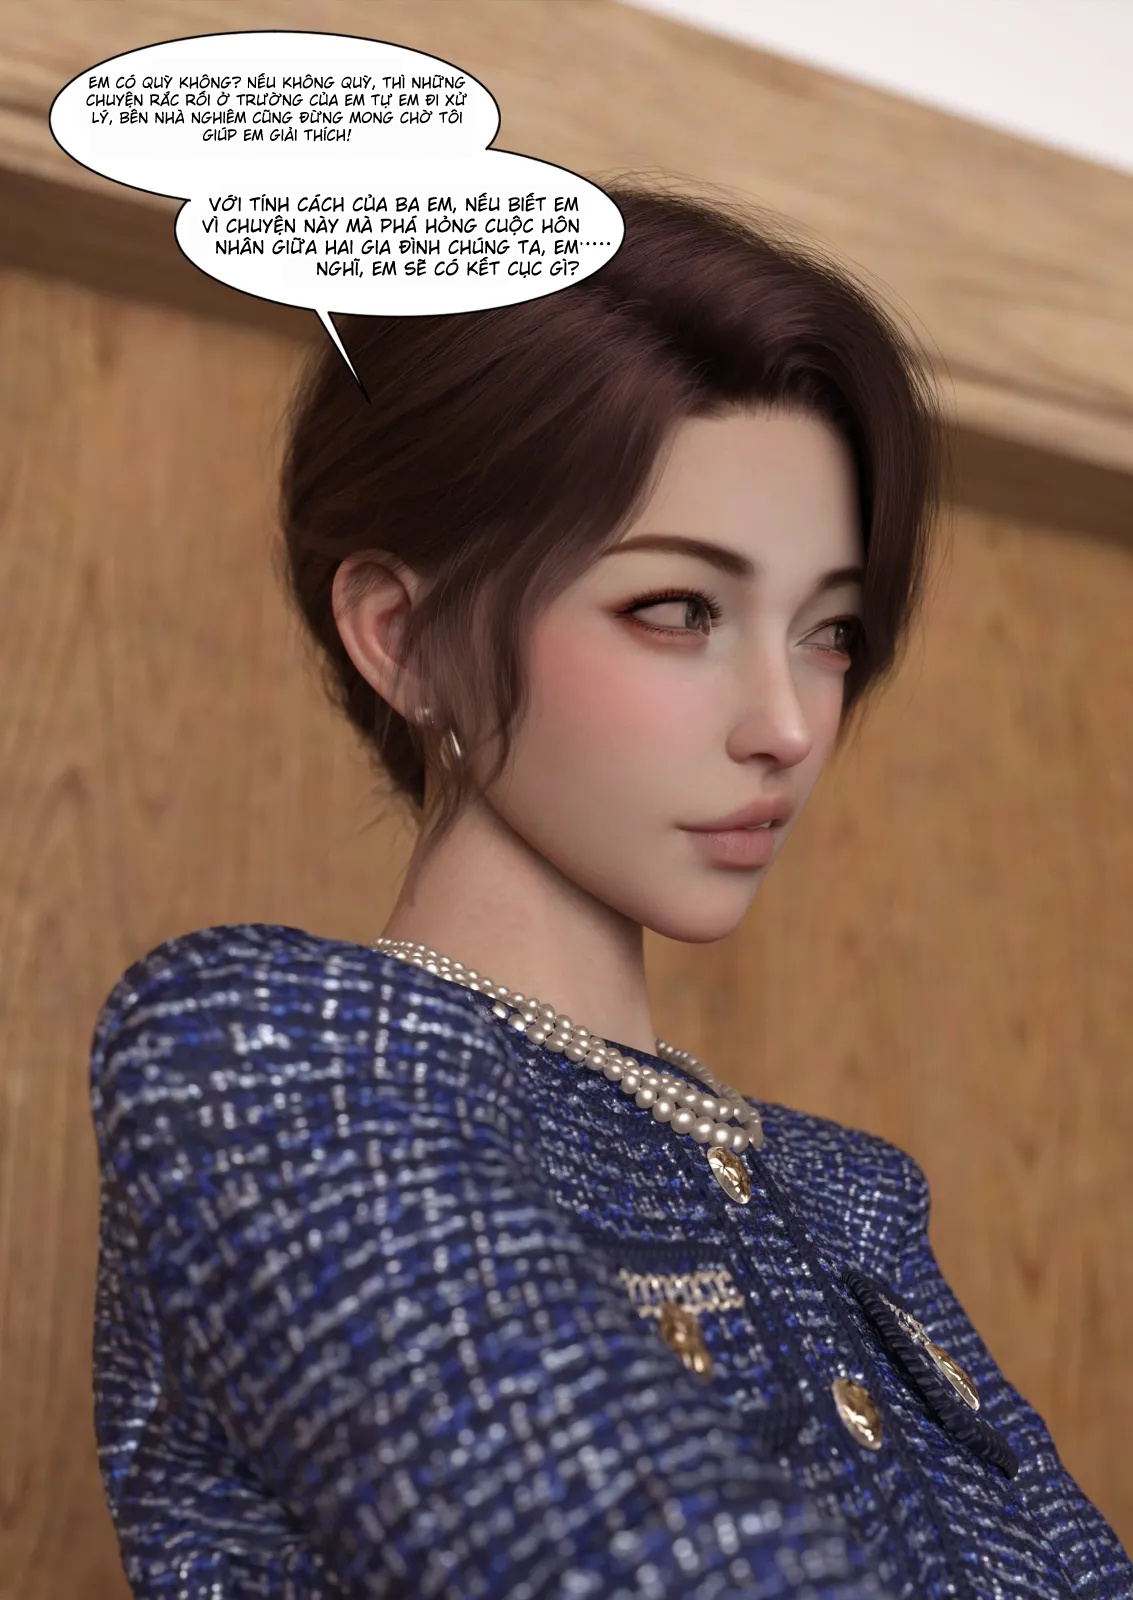 EM CÓ QUỲ KHÔNG? NẾU KHÔNG QUỲ, THÌ NHỮNG
CHUYỆN RẮC RỐI Ở TRƯỜNG CỦA EM TỰ EM ĐI XỬ
LÝ, BÊN NHÀ NGHIÊM CŨNG ĐỪNG MONG CHỜ TÔI
GIÚP EM GIẢI THÍCH!
VỚI TÍNH CÁCH CỦA BA EM, NẾU BIẾT EM
VÌ CHUYỆN NÀY MÀ PHÁ HỎNG CUỘC HÔN
NHÂN GIỮA HAI GIA ĐÌNH CHÚNG TA, EM·····
NGHĨ, EM SẼ CÓ KẾT CỤC GÌ?